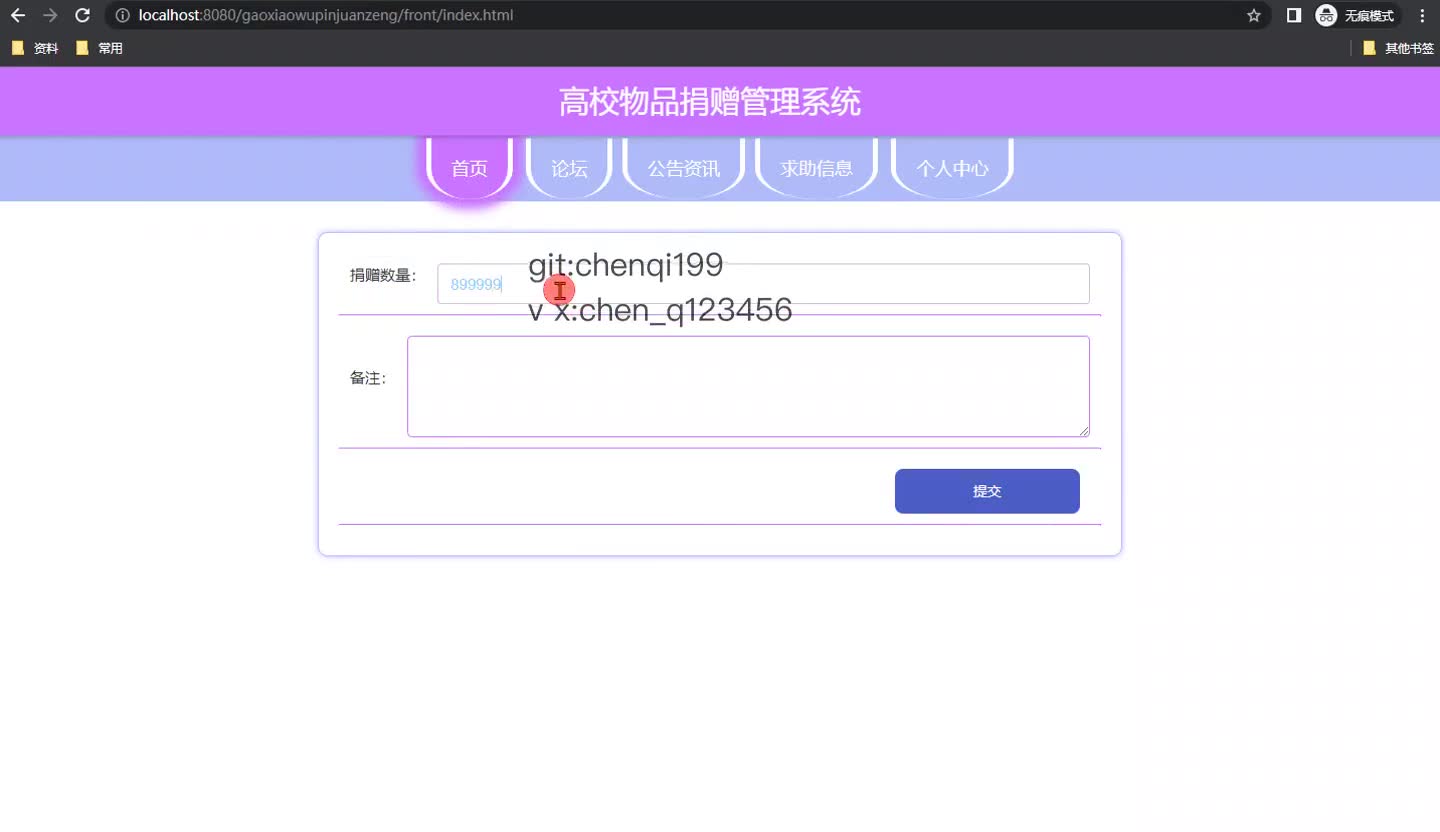 localhost:8080/gaoxiaowupinjuanzeng/front/index.html
无痕模式
资料
常用
其他书签
高校物品捐赠管理系统
首页
论坛
公告资讯
求助信息
个人中心
捐赠数量：
899999
git:chenqi199
v x:chen_q123456
备注：
提交